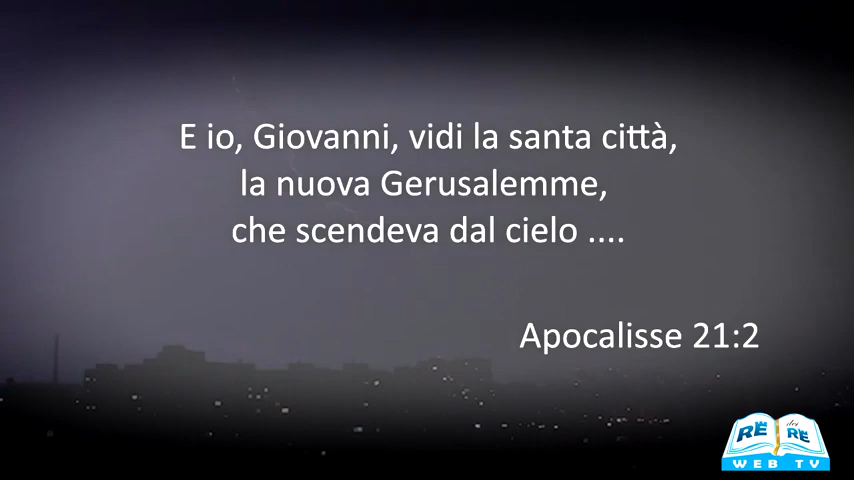 E io, Giovanni, vidi la santa città,
la nuova Gerusalemme,
che scendeva dal cielo ....
Apocalisse 21:2
RE dei RE
WEB TV